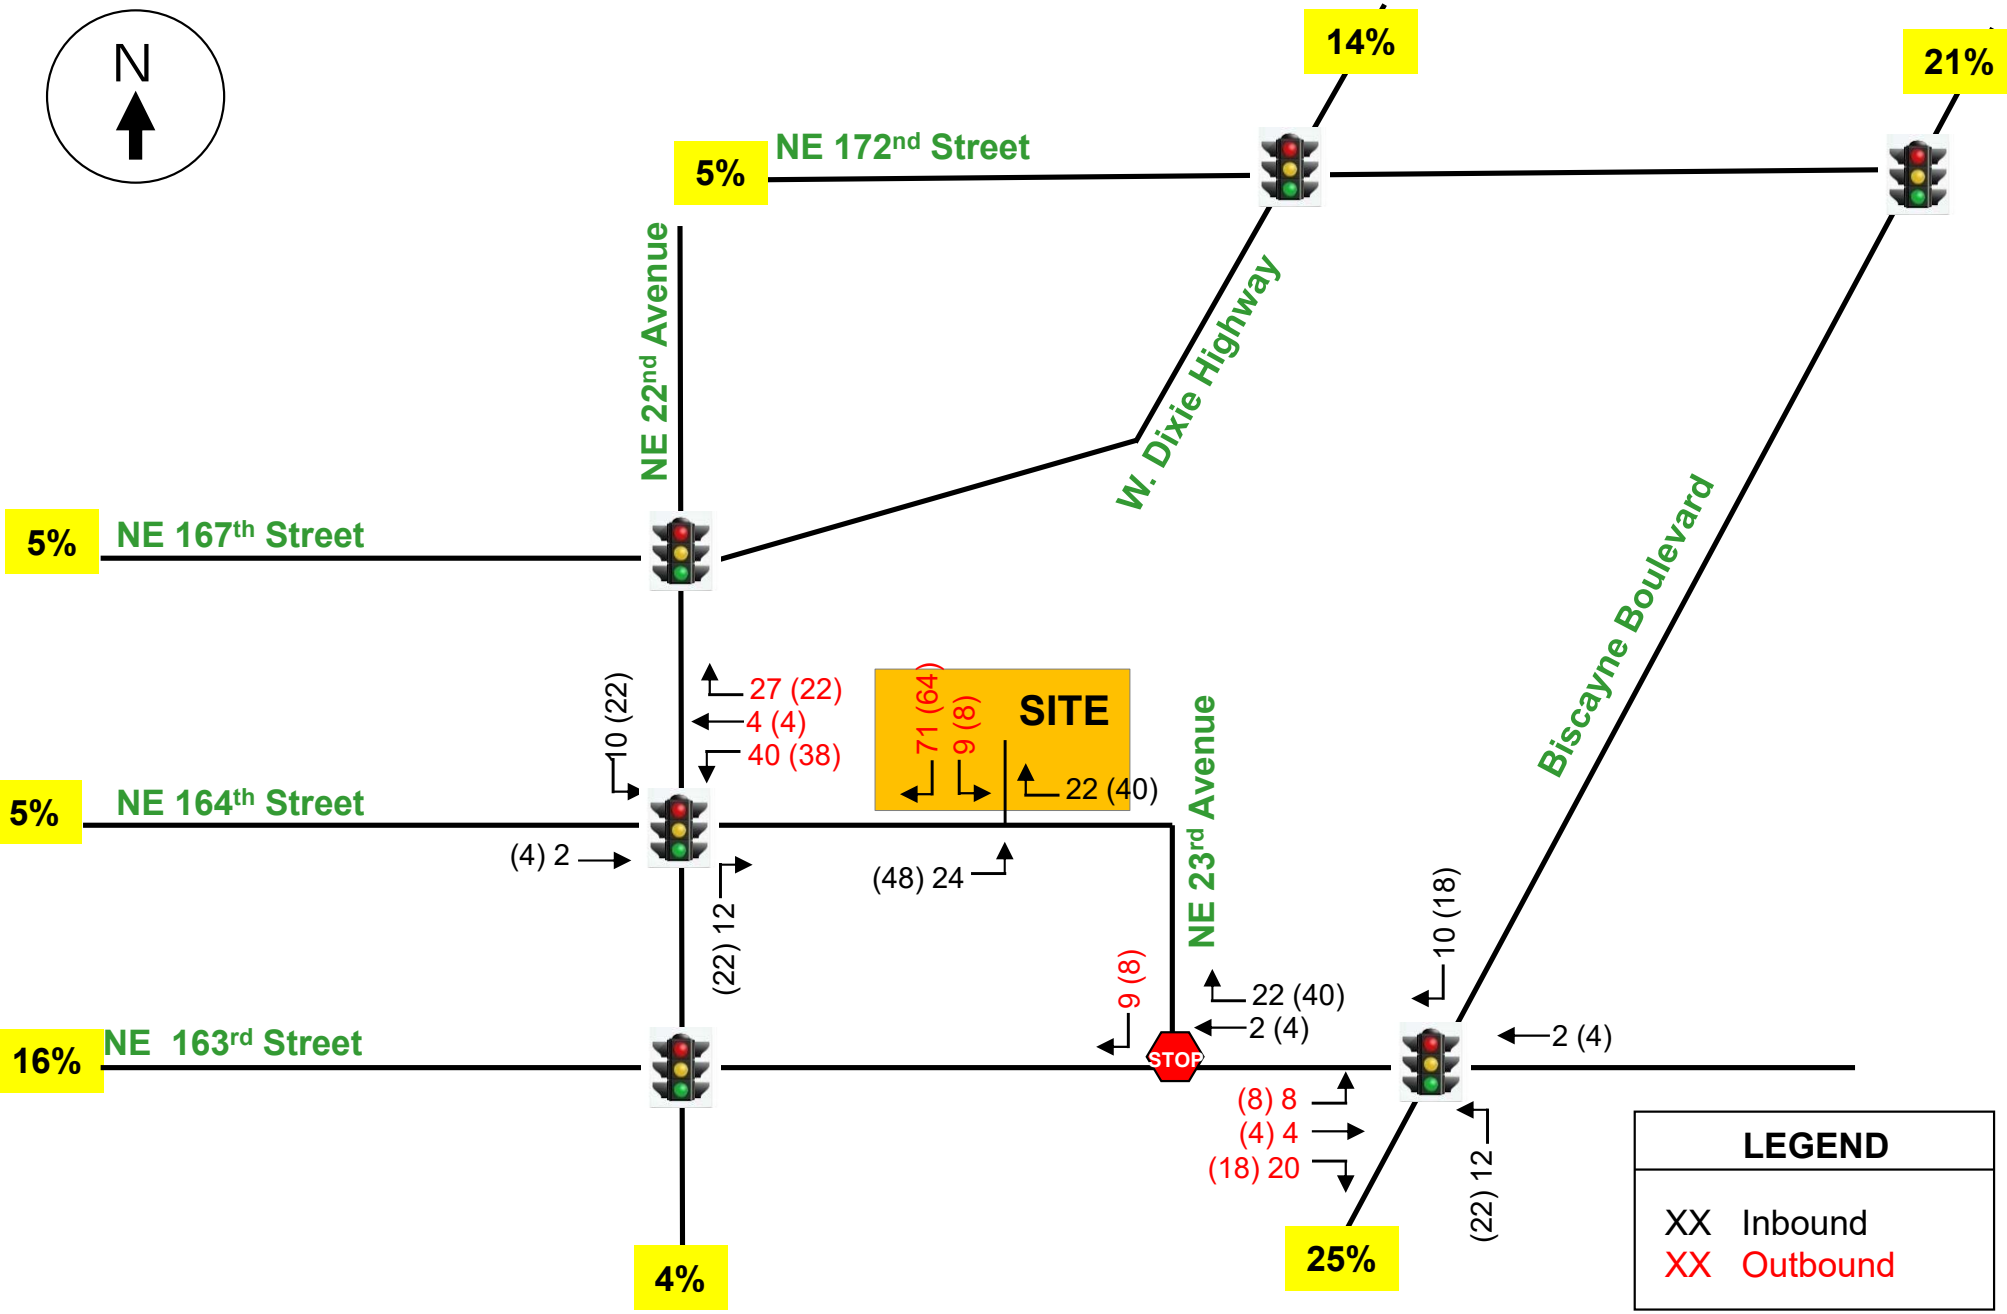 N
14%
21%
NE 172nd Street
5%
NE 22nd Avenue
W. Dixie Highway
Biscayne Boulevard
5%
NE 167th Street
10 (22)
27 (22)
4 (4)
40 (38)
71 (64)
9 (8)
SITE
22 (40)
NE 23rd Avenue
5%
NE 164th Street
(4) 2
(22) 12
(48) 24
9 (8)
22 (40)
2 (4)
10 (18)
2 (4)
16%
NE 163rd Street
STOP
(8) 8
(4) 4
(18) 20
(22) 12
4%
25%
LEGEND
XX Inbound
XX Outbound